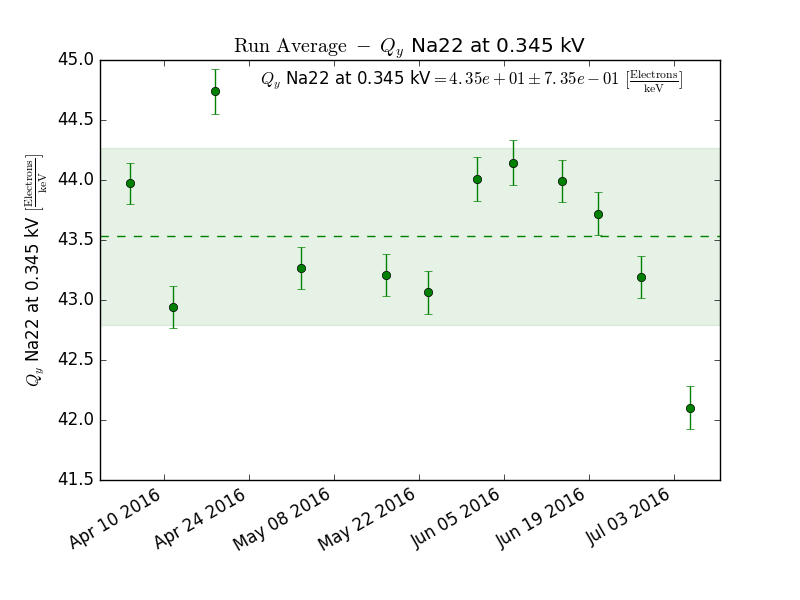 Run Average − Qy Na22 at 0.345 kV
Qy Na22 at 0.345 kV = 4.35e + 01 ± 7.35e − 01 [Electrons/keV]
Qy Na22 at 0.345 kV [Electrons/keV]
45.0
44.5
44.0
43.5
43.0
42.5
42.0
41.5
Apr 10 2016
Apr 24 2016
May 08 2016
May 22 2016
Jun 05 2016
Jun 19 2016
Jul 03 2016